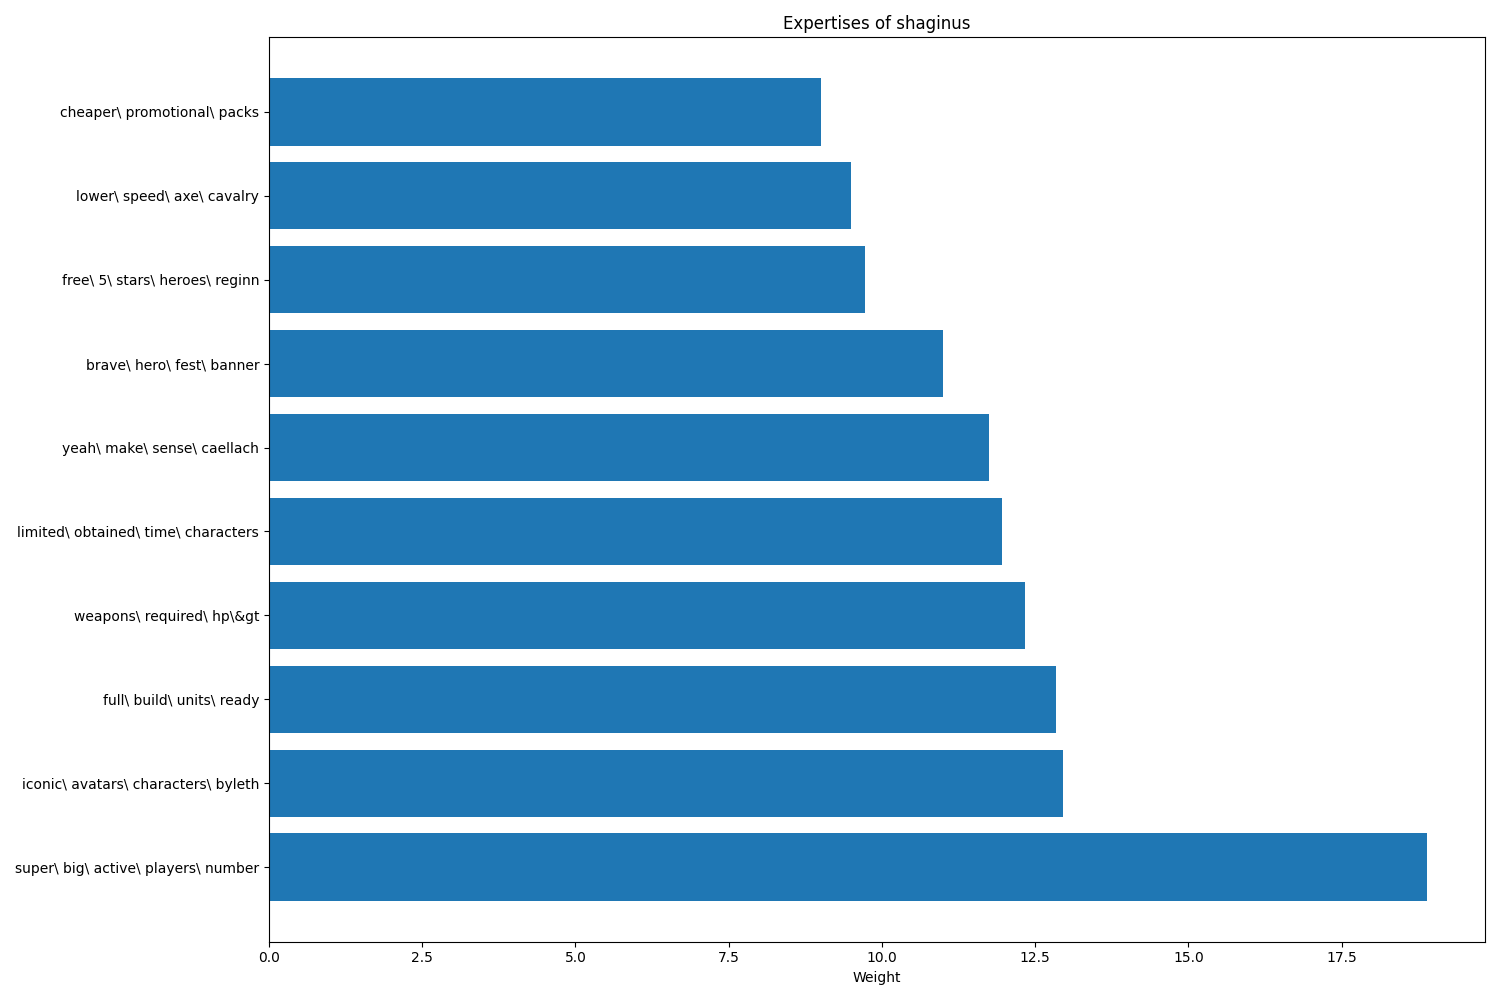 Expertises of shaginus
cheaper\ promotional\ packs
lower\ speed\ axe\ cavalry
free\ 5\ stars\ heroes\ reginn
brave\ hero\ fest\ banner
yeah\ make\ sense\ caellach
limited\ obtained\ time\ characters
weapons\ required\ hp\&gt
full\ build\ units\ ready
iconic\ avatars\ characters\ byleth
super\ big\ active\ players\ number
0.0 2.5 5.0 7.5 10.0 12.5 15.0 17.5
Weight